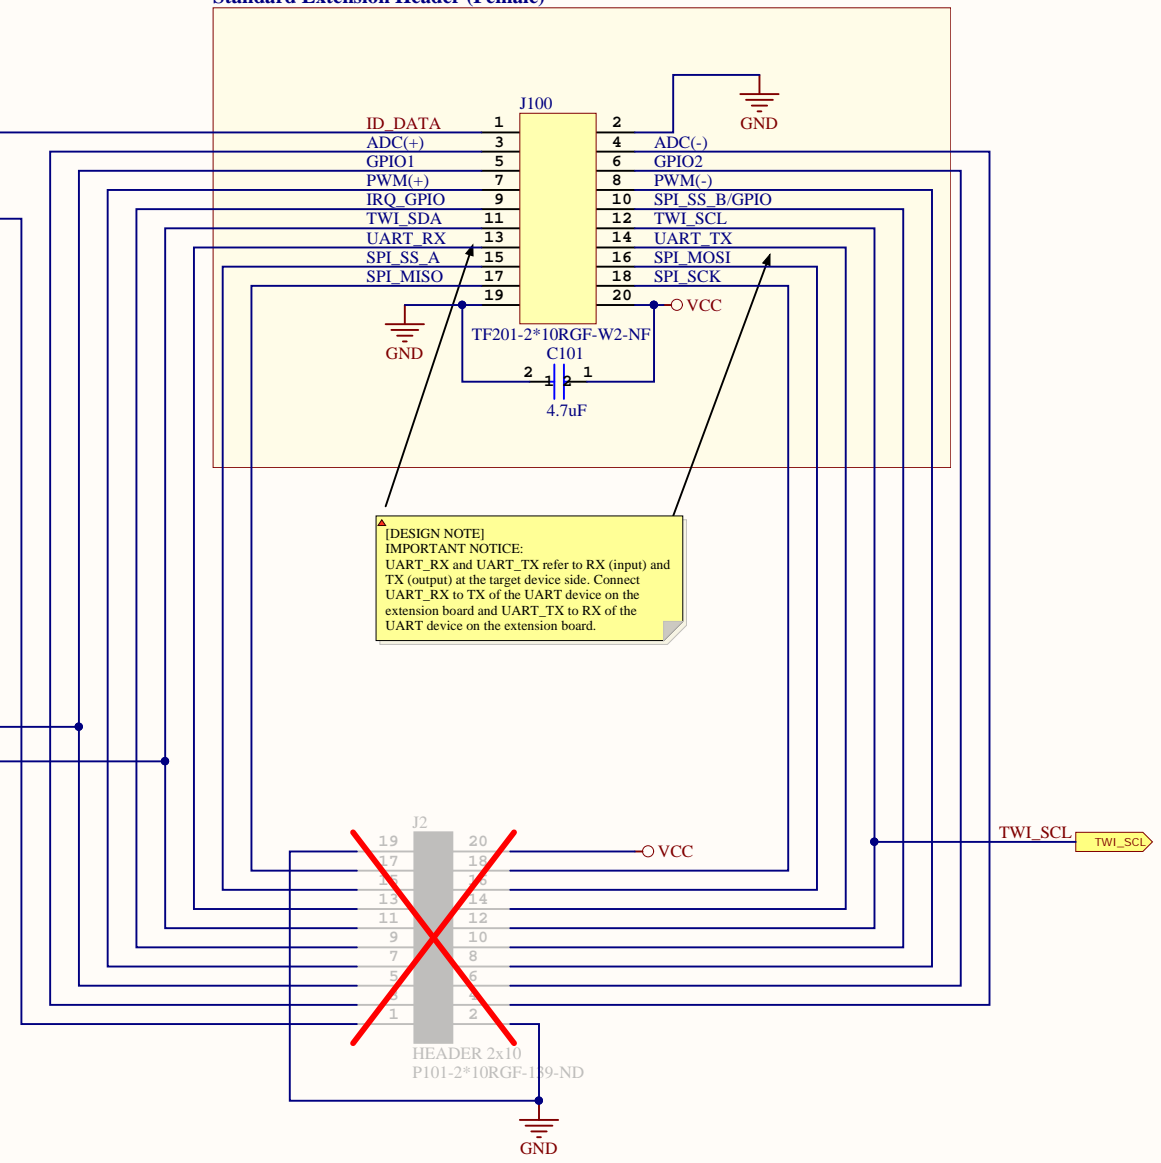 Standard Extension Header (Female)
J100
GND
ID_DATA 1 2
ADC(+) 3 4 ADC(-)
GPIO1 5 6 GPIO2
PWM(+) 7 8 PWM(-)
IRQ_GPIO 9 10 SPI_SS_B/GPIO
TWI_SDA 11 12 TWI_SCL
UART_RX 13 14 UART_TX
SPI_SS_A 15 16 SPI_MOSI
SPI_MISO 17 18 SPI_SCK
19 20 VCC
TF201-2*10RGF-W2-NF
GND C101
2 1 2 1
4.7uF
[DESIGN NOTE]
IMPORTANT NOTICE:
UART_RX and UART_TX refer to RX (input) and
TX (output) at the target device side. Connect
UART_RX to TX of the UART device on the
extension board and UART_TX to RX of the
UART device on the extension board.
J2
TWI_SCL TWI_SCL
19 20 VCC
17 18
15 16
13 14
11 12
9 10
7 8
5 6
3 4
1 2
HEADER 2x10
P101-2*10RGF-139-ND
GND